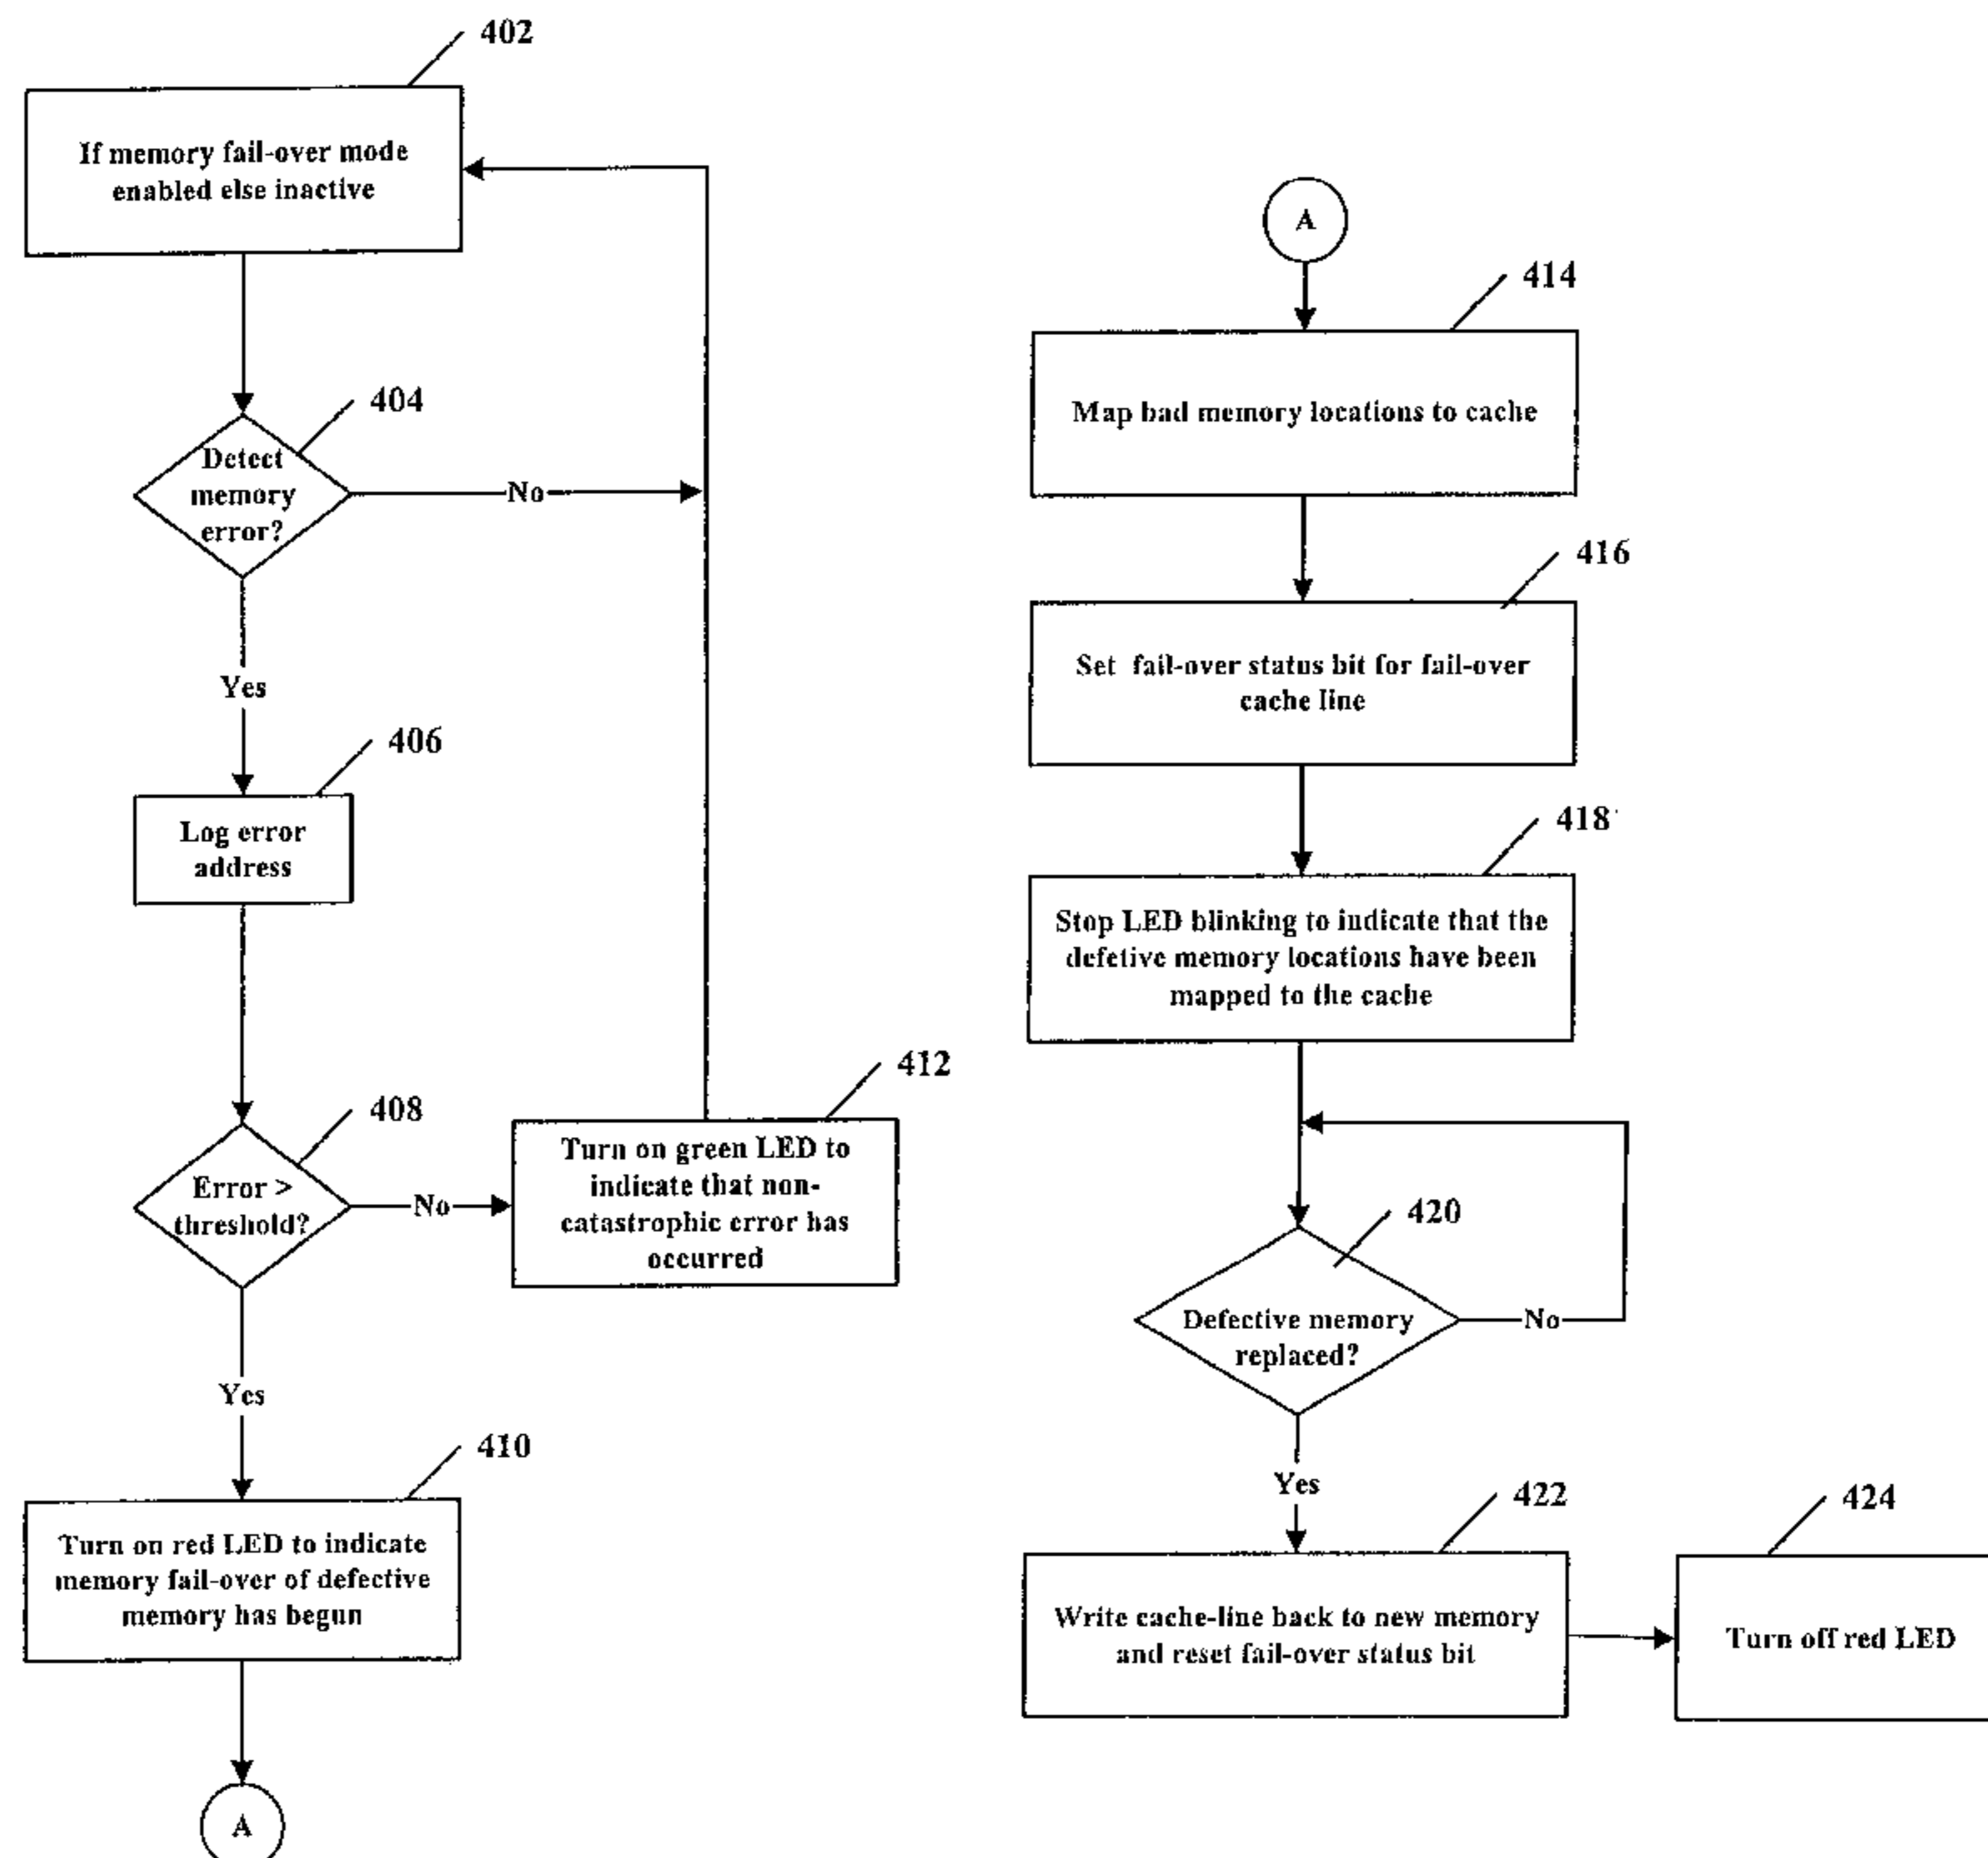 402
If memory fail-over mode
enabled else inactive
404
Detect
memory
error?
No
Yes
406
Log error
address
408
Error >
threshold?
No
412
Turn on green LED to
indicate that non-
catastrophic error has
occurred
Yes
410
Turn on red LED to indicate
memory fail-over of defective
memory has begun
A
A
414
Map bad memory locations to cache
416
Set fail-over status bit for fail-over
cache line
418
Stop LED blinking to indicate that the
defetive memory locations have been
mapped to the cache
420
Defective memory
replaced?
No
Yes
422
Write cache-line back to new memory
and reset fail-over status bit
424
Turn off red LED